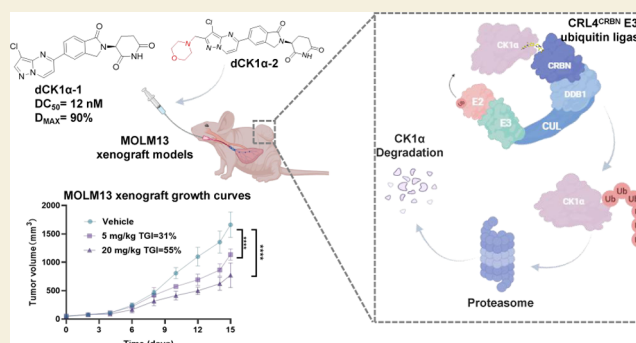 Cl
N
N
N
O
N
O
NH
O
dCK1α-1
DC50= 12 nM
DMAX= 90%
Cl
N
O
N
N
N
O
N
O
NH
O
dCK1α-2
MOLM13
xenograft models
MOLM13 xenograft growth curves
Tumor volume (mm3)
2000
1500
1000
500
0
Vehicle
5 mg/kg TGI=31%
20 mg/kg TGI=55%
****
****
0 3 6 9 12 15
CRL4CRBN E3
CK1α
CRBN
DDB1
CUL
E2
E3
CK1α
Degradation
CK1α
Ub
Ub
Proteasome